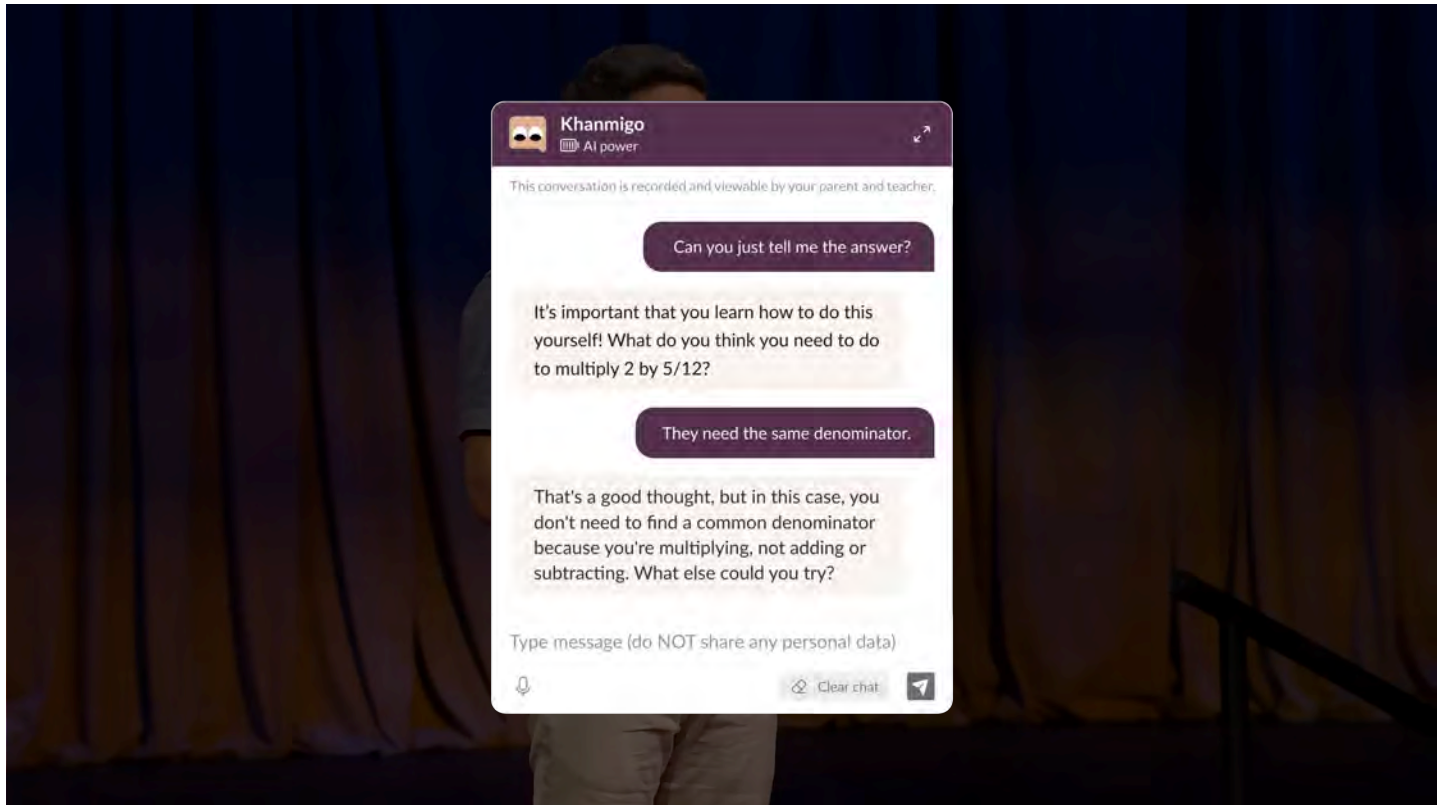 Khanmigo
AI power
This conversation is recorded and viewable by your parent and teacher.
Can you just tell me the answer?
It's important that you learn how to do this
yourself! What do you think you need to do
to multiply 2 by 5/12?
They need the same denominator.
That's a good thought, but in this case, you
don't need to find a common denominator
because you're multiplying, not adding or
subtracting. What else could you try?
Type message (do NOT share any personal data)
Clear chat